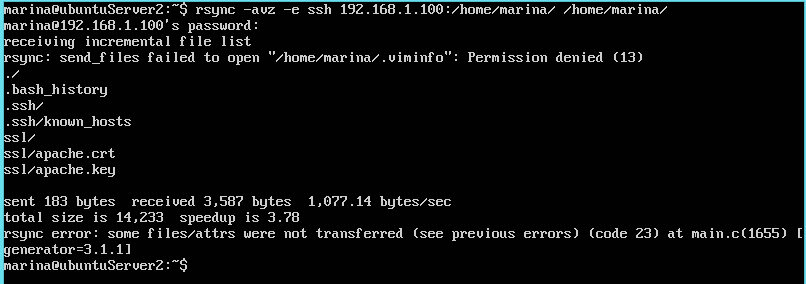 marina@ubuntuServer2:~$ rsync -avz -e ssh 192.168.1.100:/home/marina/ /home/marina/
marina@192.168.1.100's password:
receiving incremental file list
rsync: send_files failed to open "/home/marina/.viminfo": Permission denied (13)
./
.bash_history
.ssh/
.ssh/known_hosts
ssl/
ssl/apache.crt
ssl/apache.key
sent 183 bytes  received 3,587 bytes  1,077.14 bytes/sec
total size is 14,233  speedup is 3.78
rsync error: some files/attrs were not transferred (see previous errors) (code 23) at main.c(1655) [
generator=3.1.1]
marina@ubuntuServer2:~$